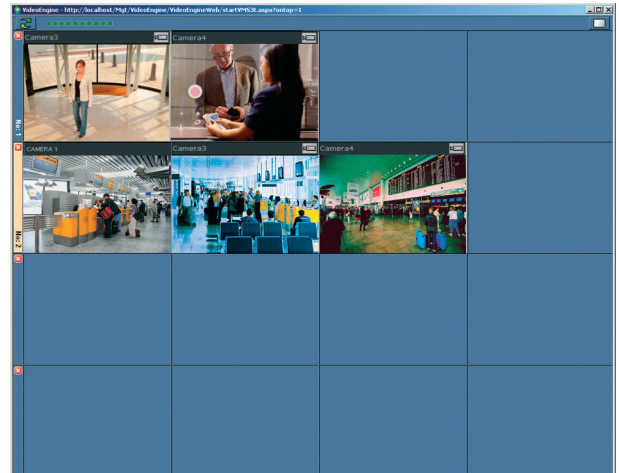 VideoEngine - http://localhost/Mgt/VideoEngine/VideoEngineWeb/startVMS3t.aspx?ontop=1
Camera3
Camera4
No: 1
CAMERA 1
Camera3
Camera4
No: 2